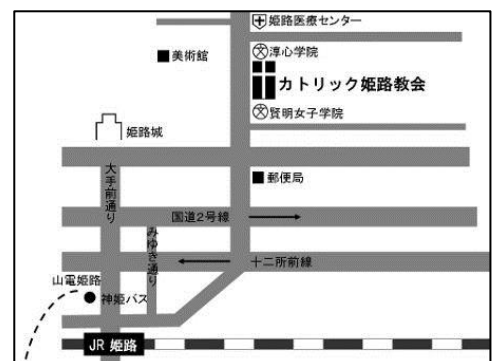 姫路医療センター
淳心学院
美術館
カトリック姫路教会
賢明女子学院
姫路城
郵便局
大手前通り
国道2号線
みゆき通り
十二所前線
山電姫路
神姫バス
JR 姫路